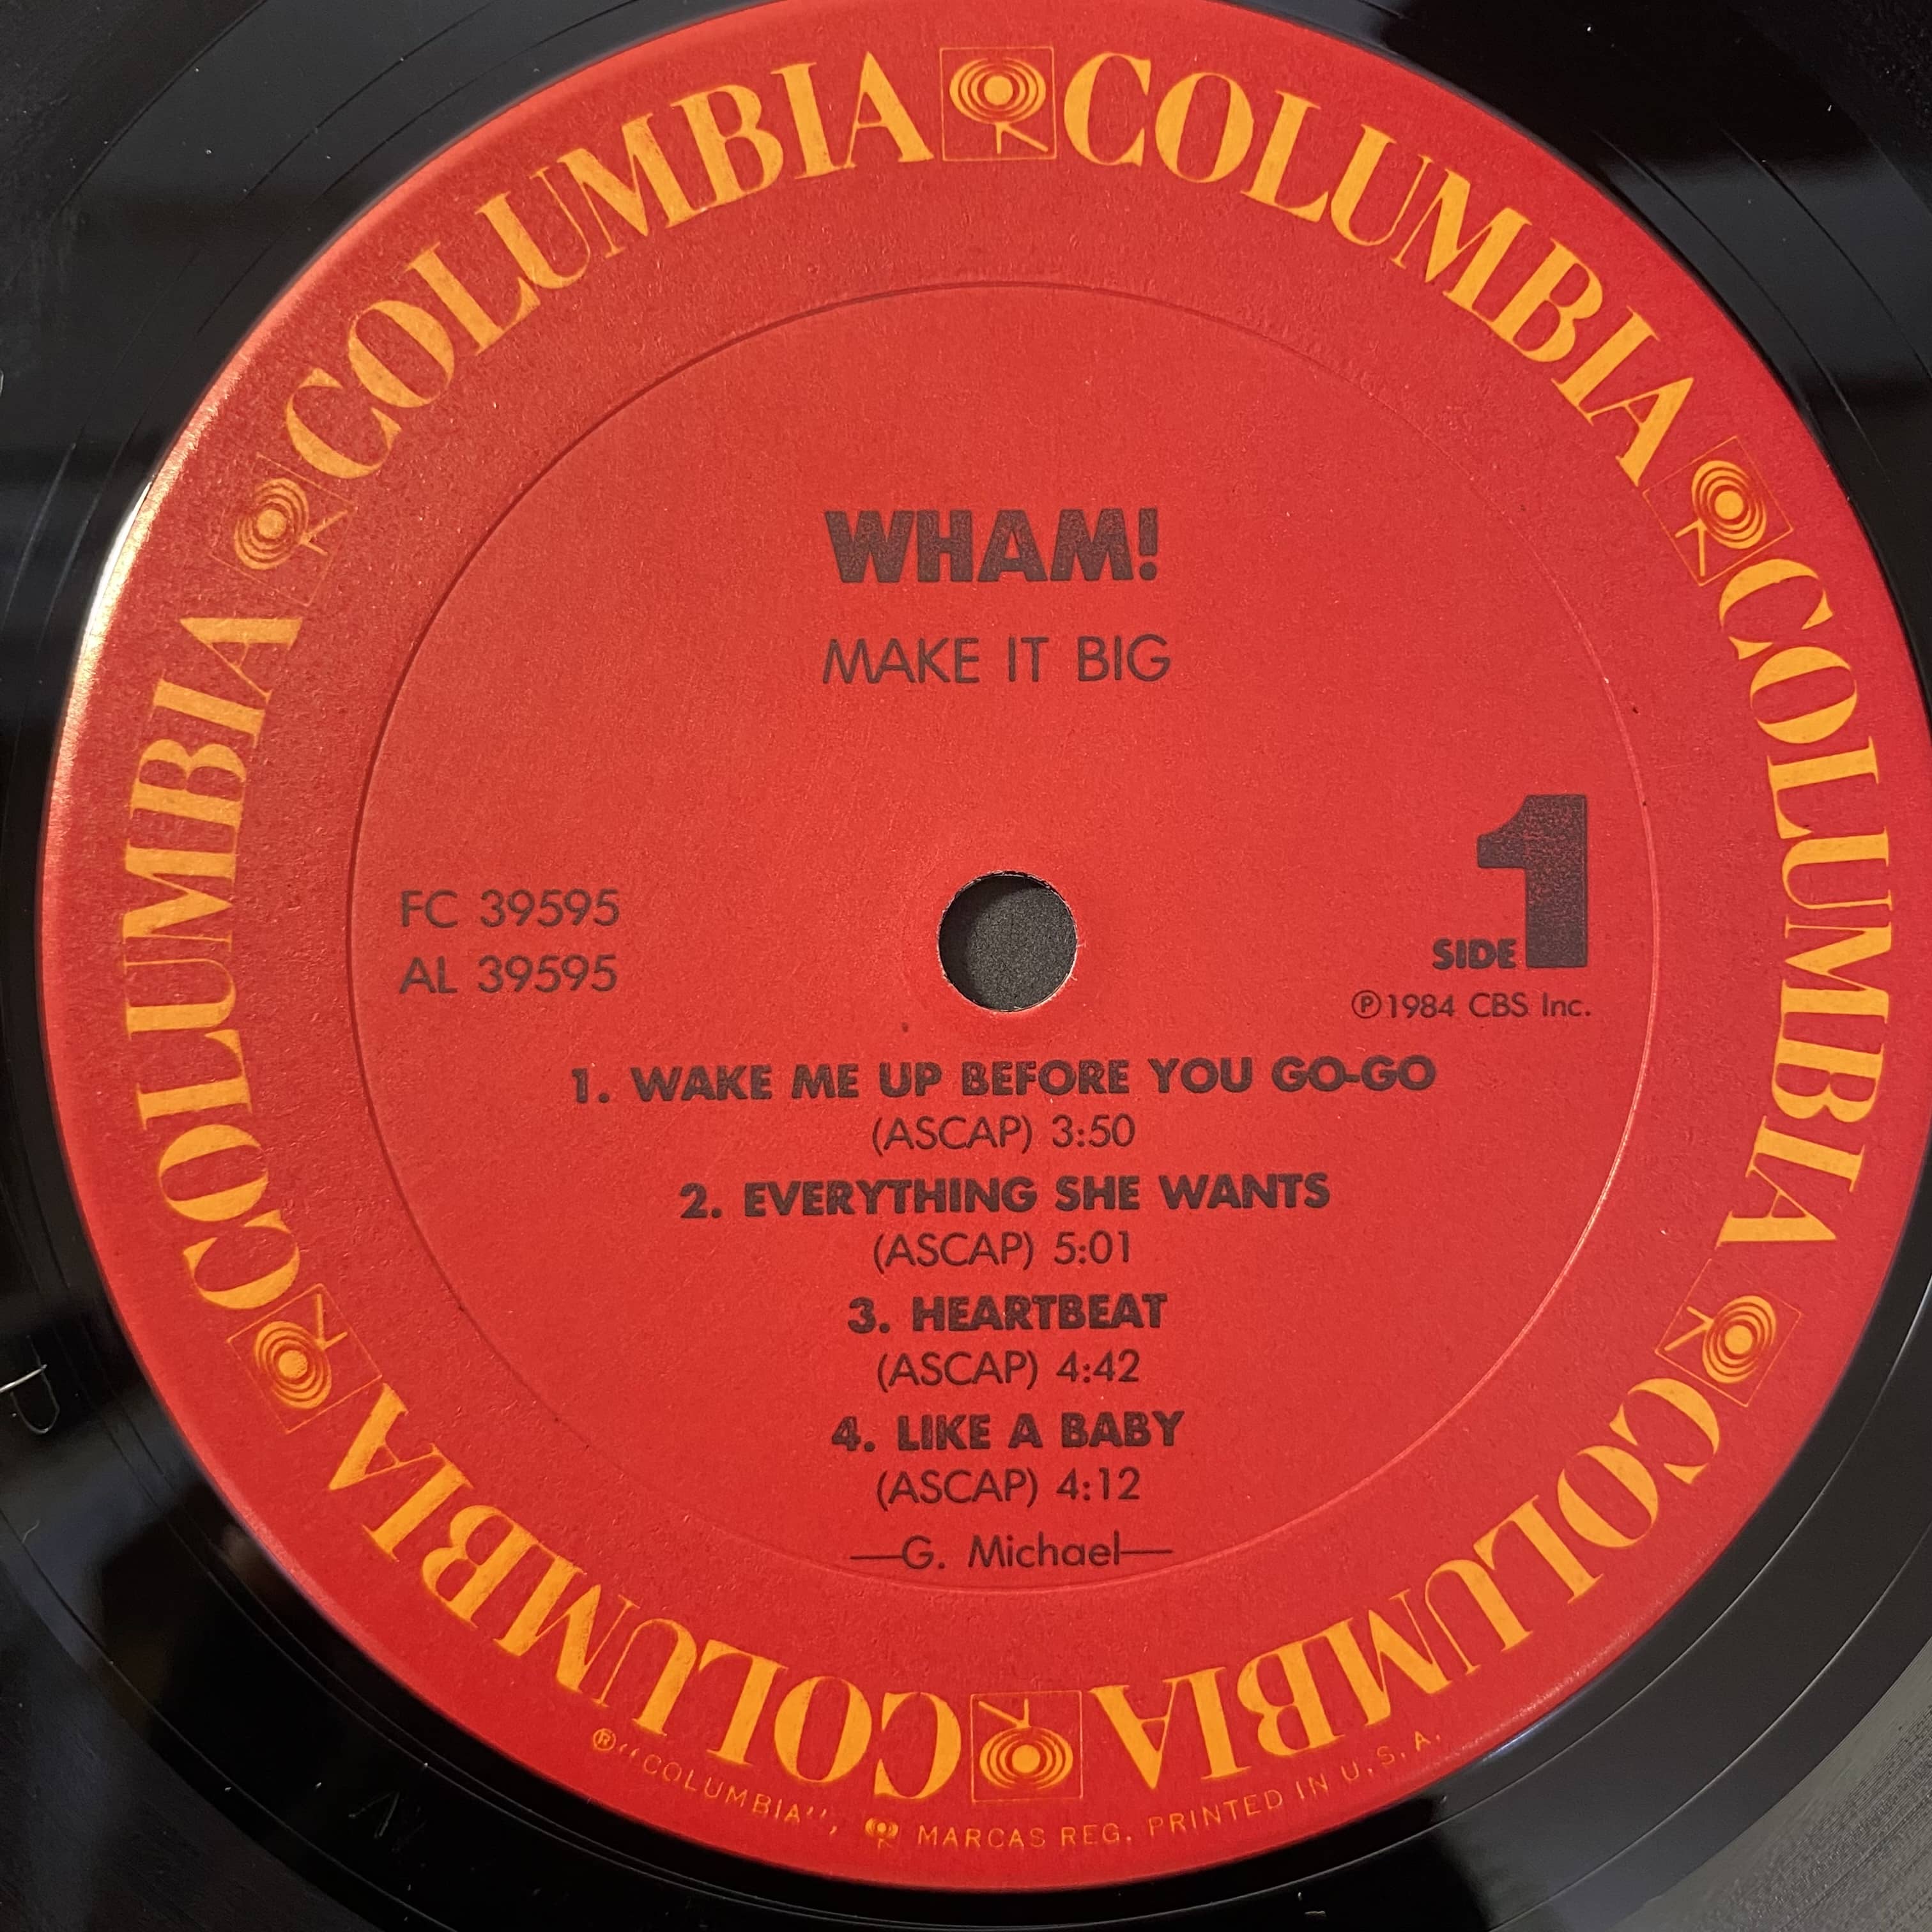 COLUMBIA COLUMBIA COLUMBIA COLUMBIA COLUMBIA COLUMBIA
WHAM!
MAKE IT BIG
FC 39595
AL 39595
SIDE 1
℗1984 CBS Inc.
1. WAKE ME UP BEFORE YOU GO-GO
(ASCAP) 3:50
2. EVERYTHING SHE WANTS
(ASCAP) 5:01
3. HEARTBEAT
(ASCAP) 4:42
4. LIKE A BABY
(ASCAP) 4:12
—G. Michael—
®"COLUMBIA", MARCAS REG. PRINTED IN U.S.A.